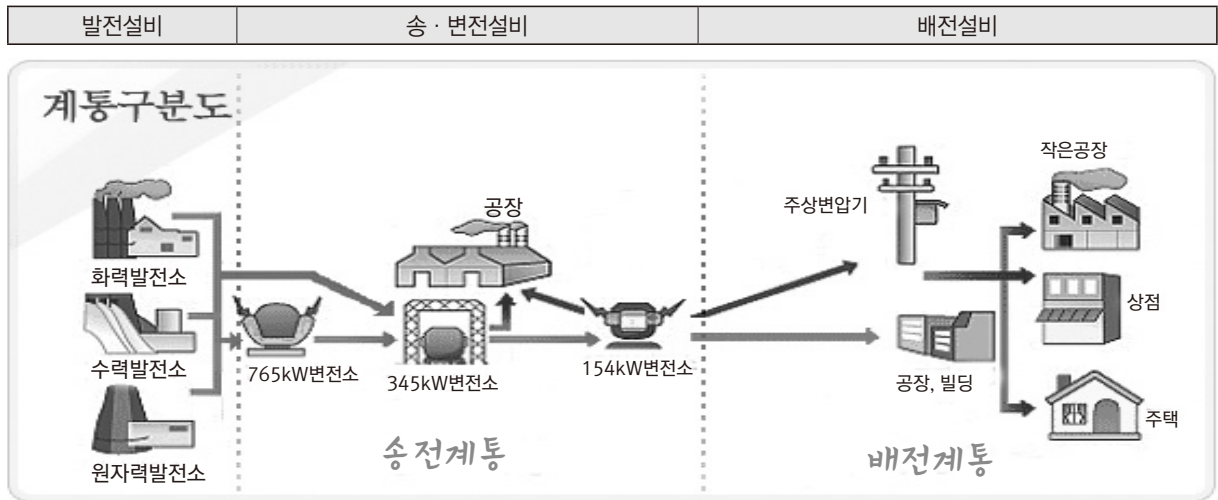 발전설비
송 · 변전설비
배전설비
계통구분도
화력발전소
수력발전소
원자력발전소
765kW변전소
345kW변전소
공장
154kW변전소
주상변압기
공장, 빌딩
작은공장
상점
주택
송전계통
배전계통